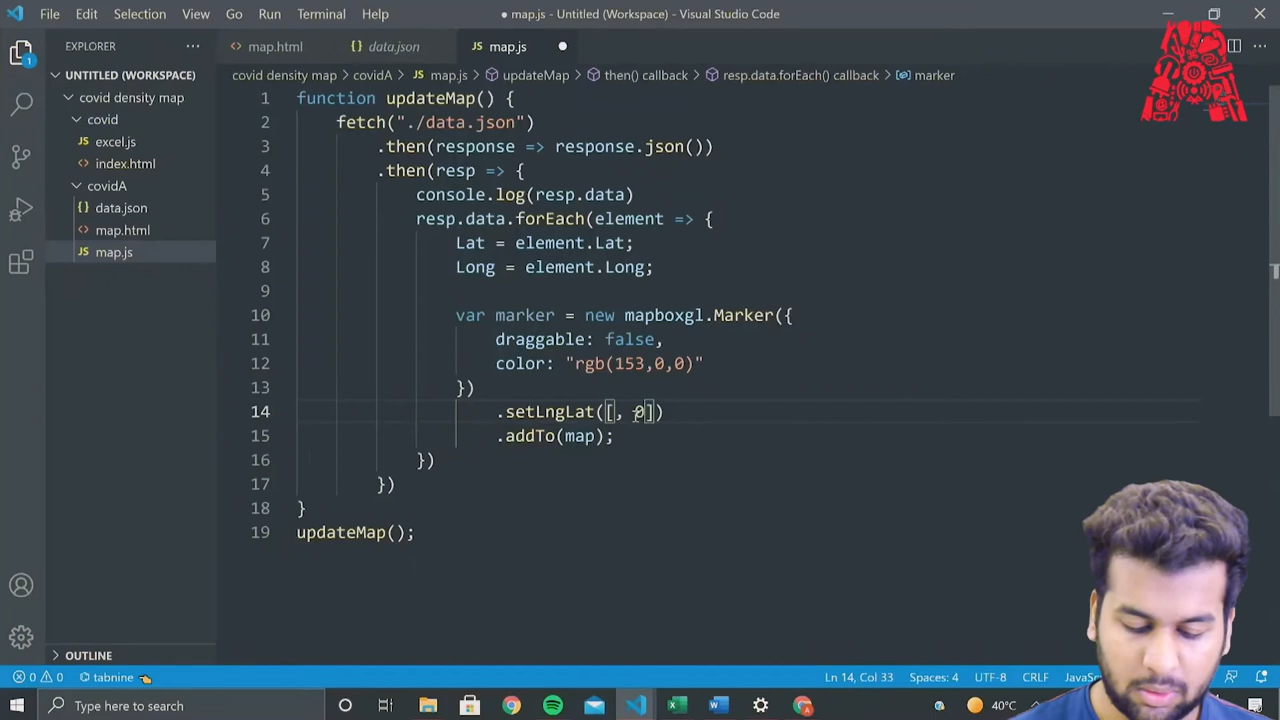 File Edit Selection View Go Run Terminal Help
● map.js - Untitled (Workspace) - Visual Studio Code
EXPLORER
map.html
data.json
map.js
UNTITLED (WORKSPACE)
covid density map
covid
excel.js
index.html
covidA
data.json
map.html
map.js
covid density map > covidA > map.js > updateMap > then() callback > resp.data.forEach() callback > marker
1 function updateMap() {
2 fetch("./data.json")
3 .then(response => response.json())
4 .then(resp => {
5 console.log(resp.data)
6 resp.data.forEach(element => {
7 Lat = element.Lat;
8 Long = element.Long;
9
10 var marker = new mapboxgl.Marker({
11 draggable: false,
12 color: "rgb(153,0,0)"
13 })
14 .setLngLat([, 0])
15 .addTo(map);
16 })
17 })
18 }
19 updateMap();
OUTLINE
0 0 tabnine
Ln 14, Col 33 Spaces: 4 UTF-8 CRLF
Type here to search
40°C
1